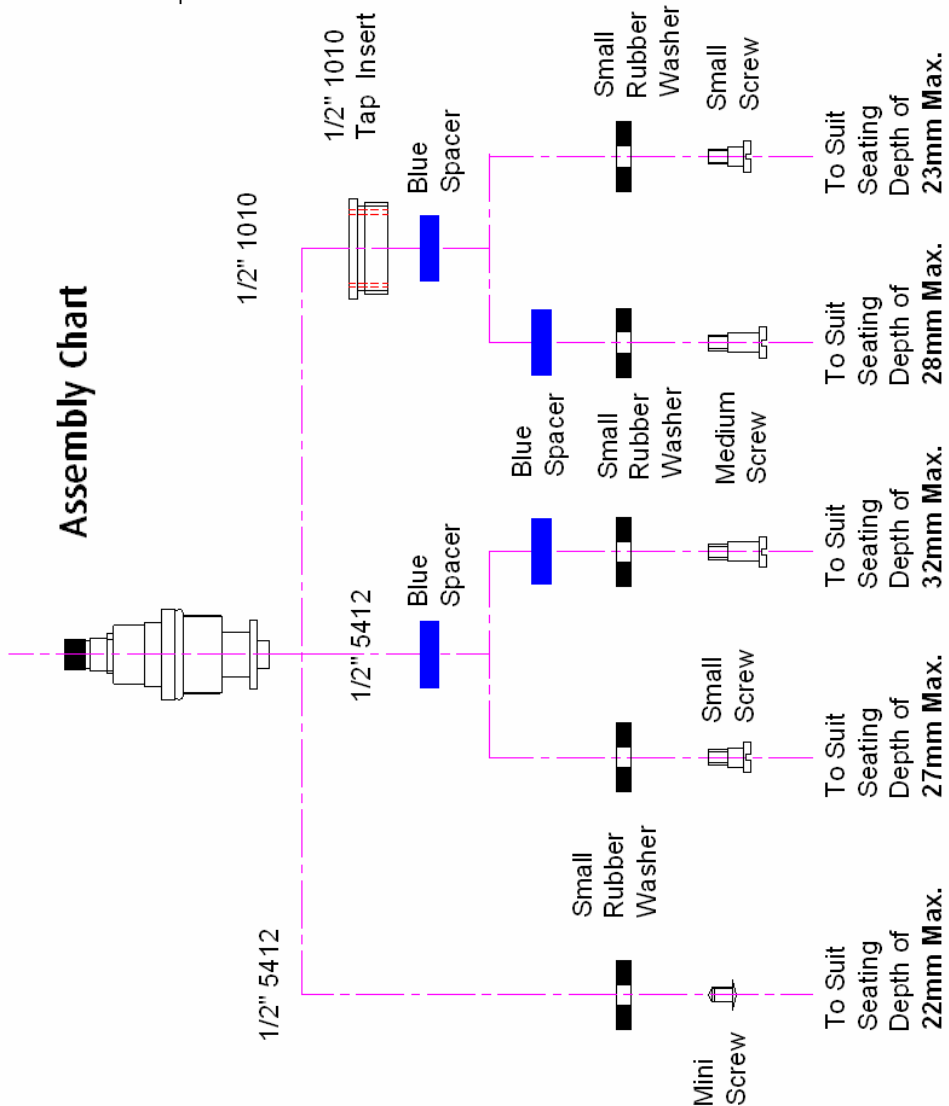 Assembly Chart
1/2" 5412
1/2" 5412
1/2" 1010
1/2" 1010
Tap Insert
Blue
Spacer
Blue
Spacer
Blue
Spacer
Small
Rubber
Washer
Small
Rubber
Washer
Small
Rubber
Washer
Mini
Screw
Small
Screw
Medium
Screw
Small
Screw
To Suit
Seating
Depth of
22mm Max.
To Suit
Seating
Depth of
27mm Max.
To Suit
Seating
Depth of
32mm Max.
To Suit
Seating
Depth of
28mm Max.
To Suit
Seating
Depth of
23mm Max.